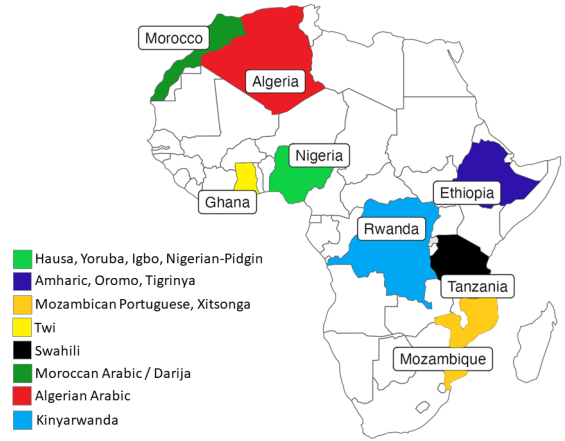 Morocco
Algeria
Nigeria
Ghana
Ethiopia
Rwanda
Tanzania
Mozambique
Hausa, Yoruba, Igbo, Nigerian-Pidgin
Amharic, Oromo, Tigrinya
Mozambican Portuguese, Xitsonga
Twi
Swahili
Moroccan Arabic / Darija
Algerian Arabic
Kinyarwanda